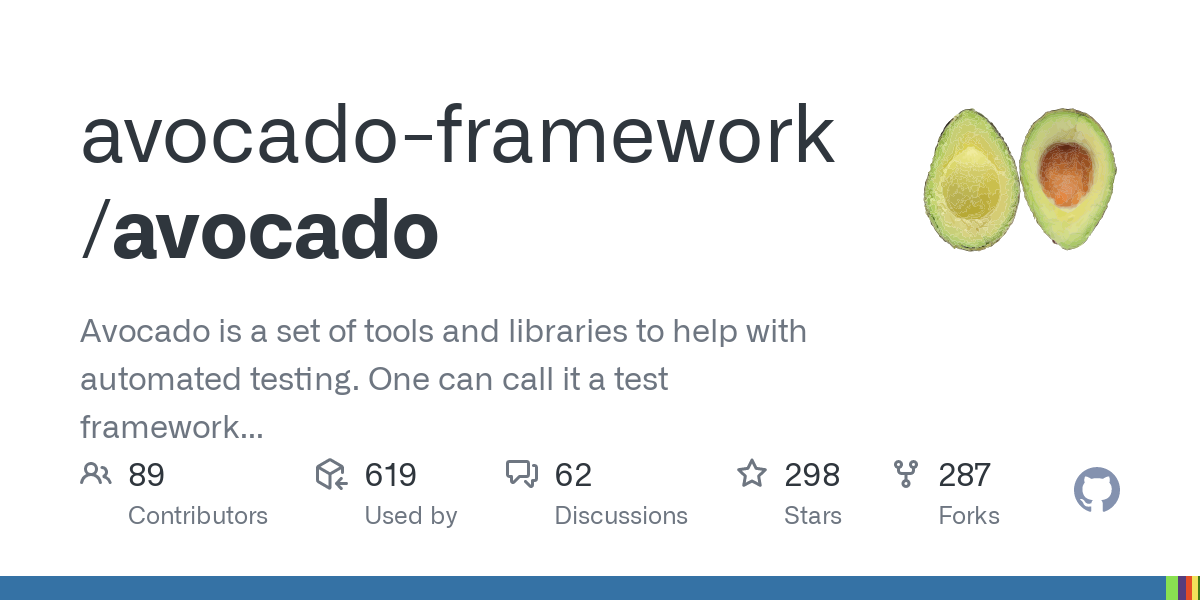 avocado-framework
/avocado
Avocado is a set of tools and libraries to help with
automated testing. One can call it a test
framework...
89 619 62 298 287
Contributors Used by Discussions Stars Forks